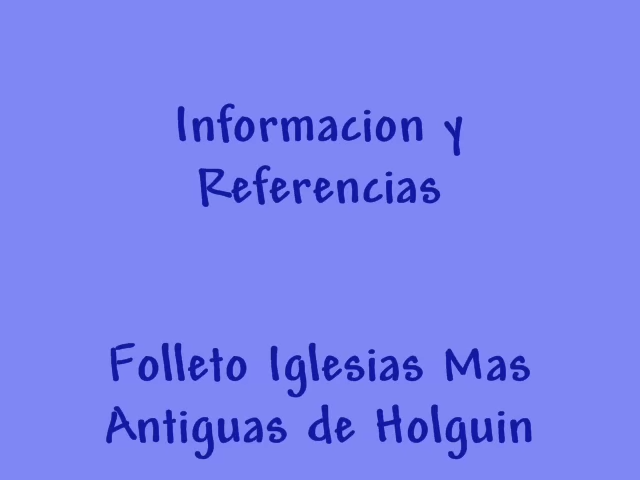 Informacion y
Referencias
Folleto Iglesias Mas
Antiguas de Holguin